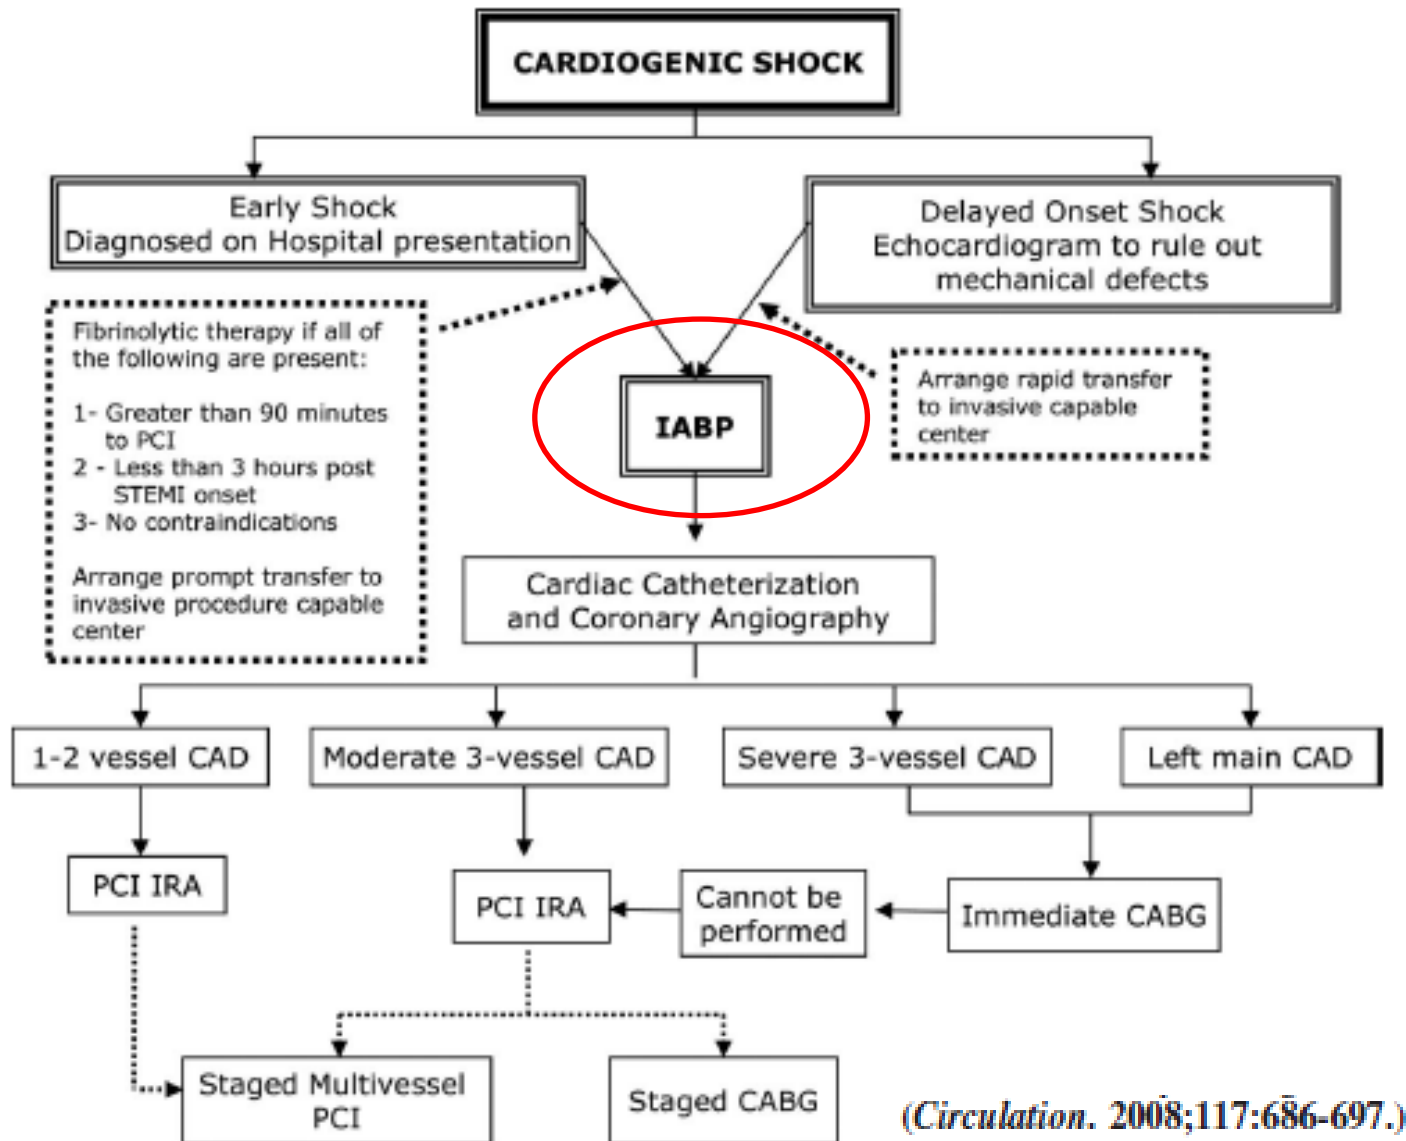 CARDIOGENIC SHOCK
Early Shock
Diagnosed on Hospital presentation
Delayed Onset Shock
Echocardiogram to rule out
mechanical defects
Fibrinolytic therapy if all of
the following are present:
1- Greater than 90 minutes
to PCI
2 - Less than 3 hours post
STEMI onset
3- No contraindications
Arrange prompt transfer to
invasive procedure capable
center
IABP
Arrange rapid transfer
to invasive capable
center
Cardiac Catheterization
and Coronary Angiography
1-2 vessel CAD
Moderate 3-vessel CAD
Severe 3-vessel CAD
Left main CAD
PCI IRA
PCI IRA
Cannot be
performed
Immediate CABG
Staged Multivessel
PCI
Staged CABG
(Circulation. 2008;117:686-697.)